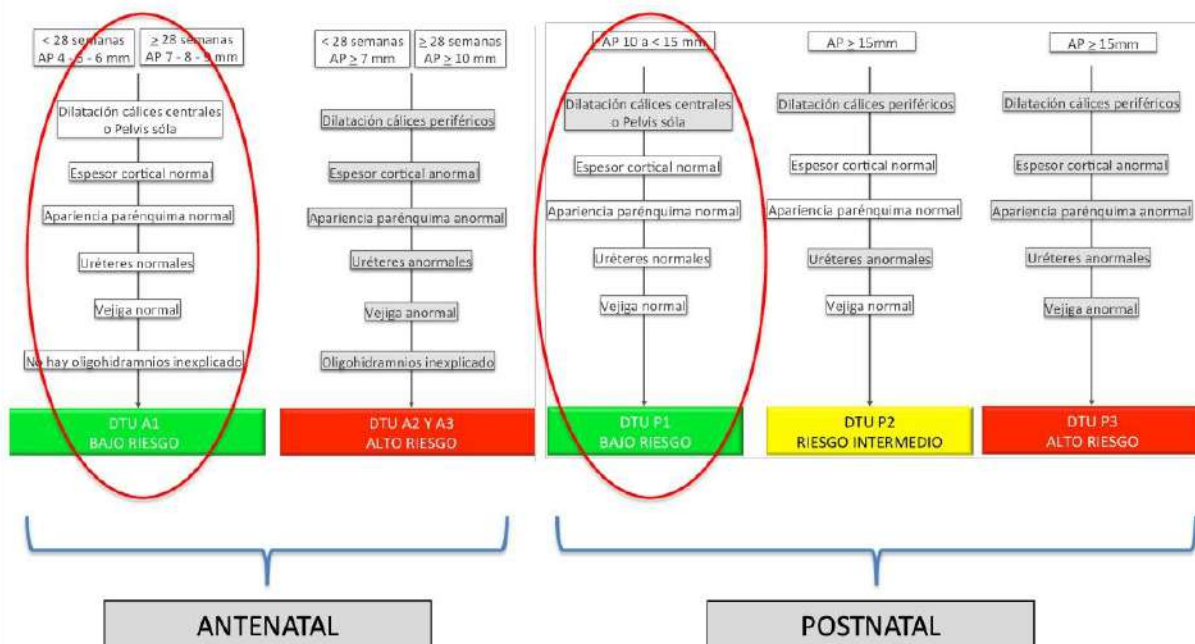 < 28 semanas
AP 4 - 5 - 6 mm
≥ 28 semanas
AP 7 - 8 - 9 mm
Dilatación cálices centrales
o Pelvis sóla
Espesor cortical normal
Apariencia parénquima normal
Uréteres normales
Vejiga normal
No hay oligohidramnios inexplicado
DTU A1
BAJO RIESGO
< 28 semanas
AP ≥ 7 mm
≥ 28 semanas
AP ≥ 10 mm
Dilatación cálices periféricos
Espesor cortical anormal
Apariencia parénquima anormal
Uréteres anormales
Vejiga anormal
Oligohidramnios inexplicado
DTU A2 Y A3
ALTO RIESGO
AP 10 a < 15 mm
Dilatación cálices centrales
o Pelvis sóla
Espesor cortical normal
Apariencia parénquima normal
Uréteres normales
Vejiga normal
DTU P1
BAJO RIESGO
AP ≥ 15mm
Dilatación cálices periféricos
Espesor cortical normal
Apariencia parénquima normal
Uréteres anormales
Vejiga normal
DTU P2
RIESGO INTERMEDIO
AP ≥ 15mm
Dilatación cálices periféricos
Espesor cortical anormal
Apariencia parénquima anormal
Uréteres anormales
Vejiga anormal
DTU P3
ALTO RIESGO
ANTENATAL
POSTNATAL